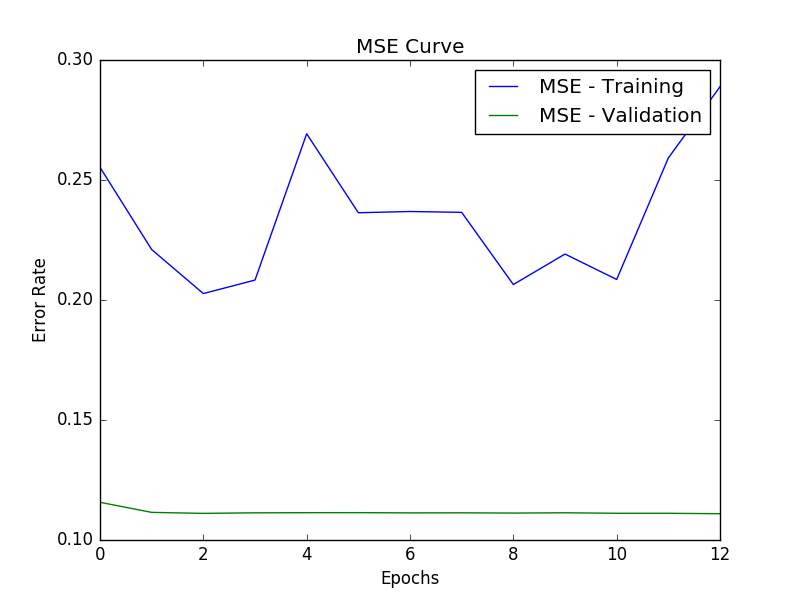 MSE Curve
MSE - Training
MSE - Validation
Error Rate
0.30
0.25
0.20
0.15
0.10
0 2 4 6 8 10 12
Epochs